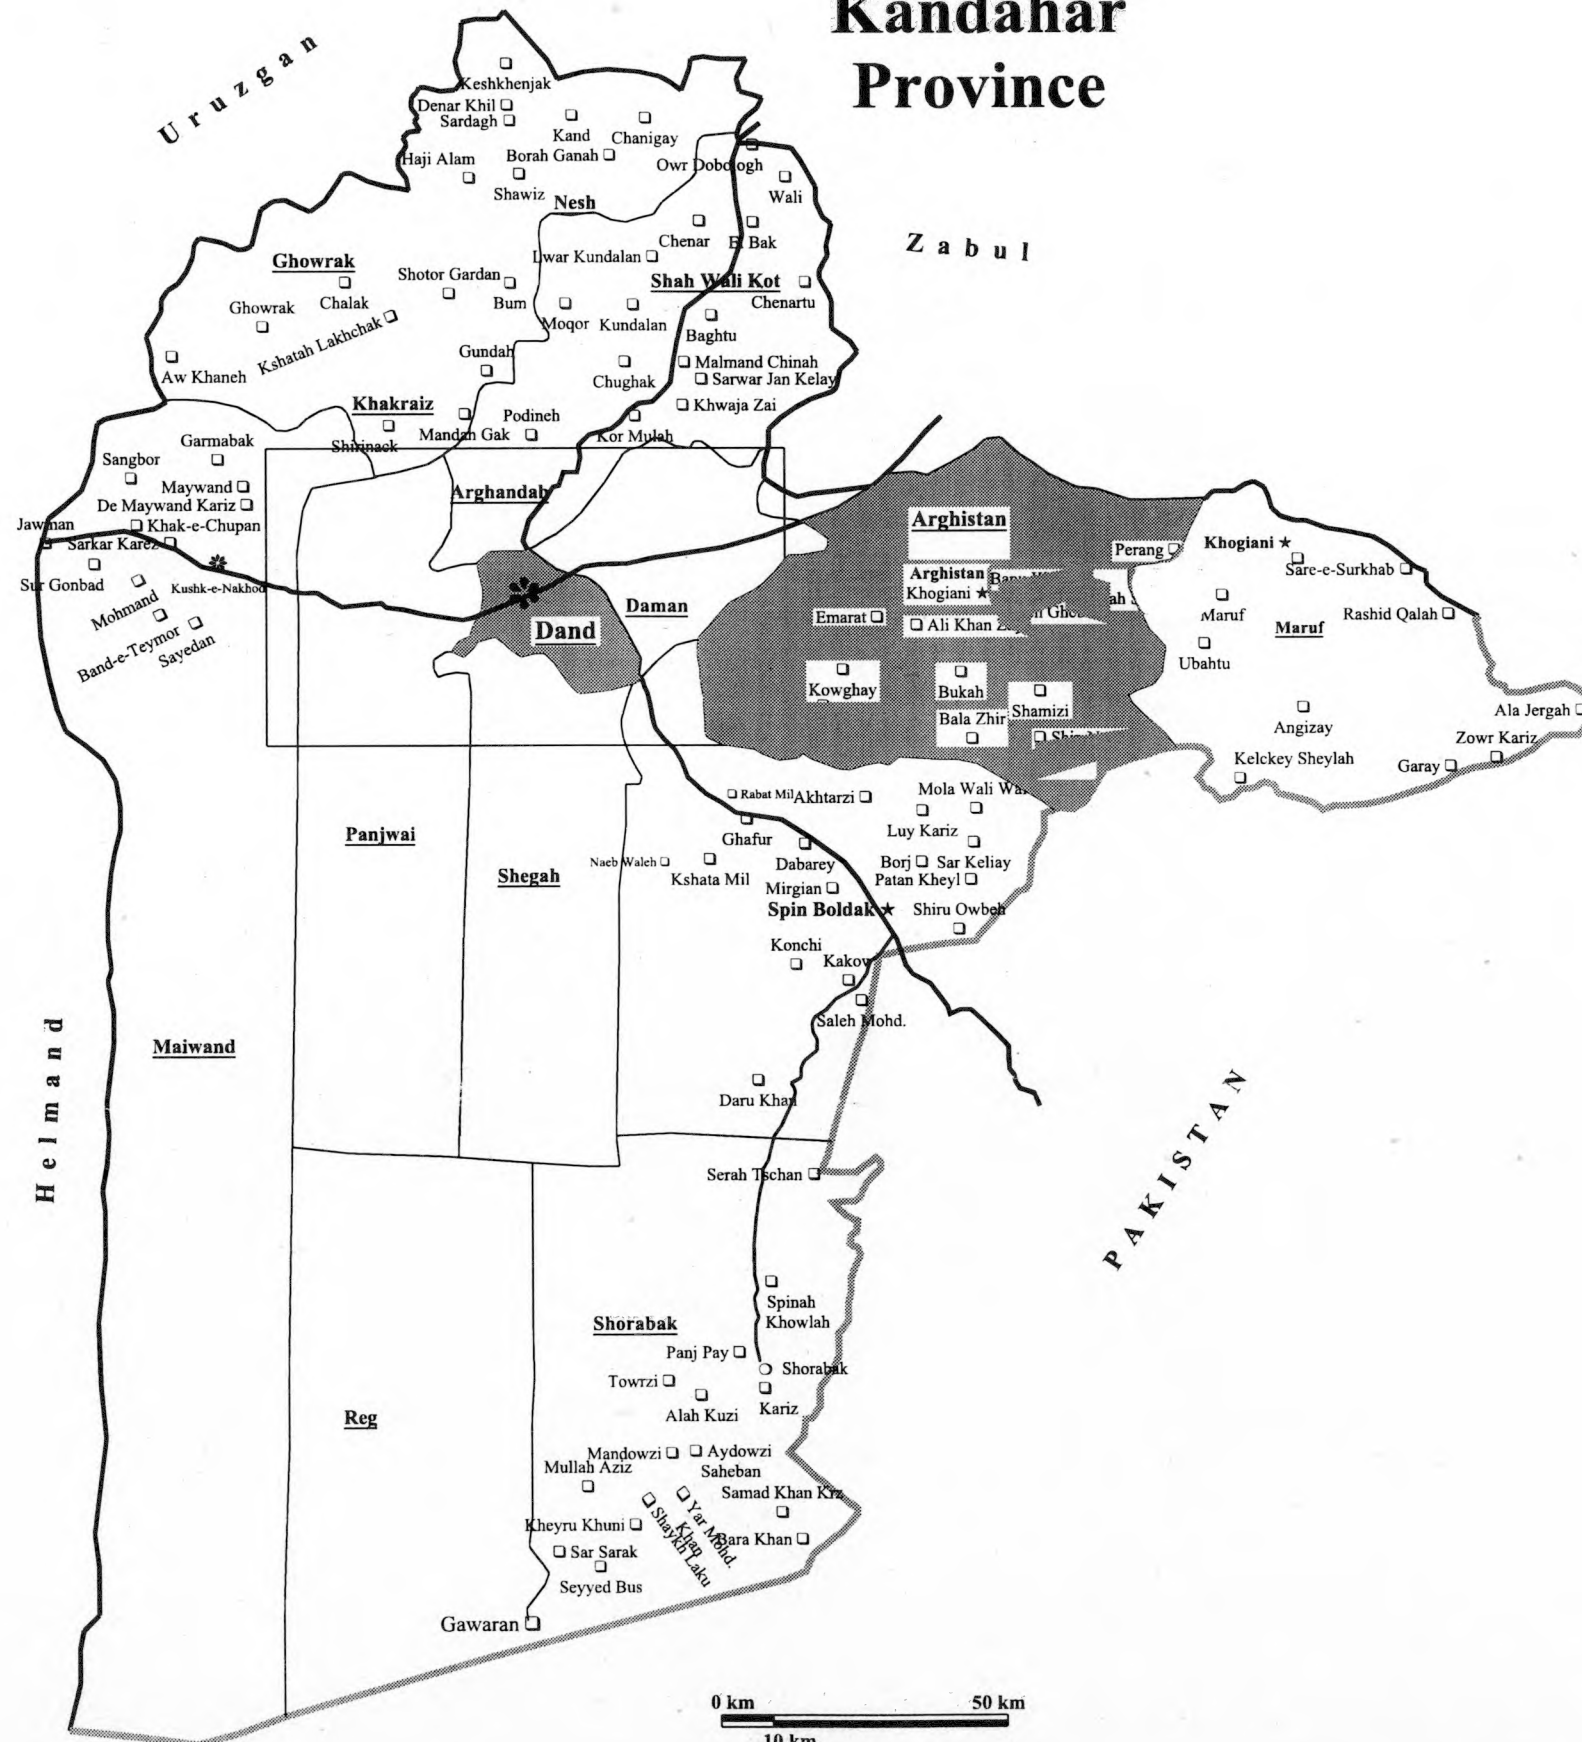 Kandahar
Province
Uruzgan
Keshkhenjak
Denar Khil
Sardagh
Kand
Chanigay
Haji Alam
Borah Ganah
Owr Dobologh
Shawiz
Wali
Nesh
Chenar
Bak
Zabul
Ghowrak
Lwar Kundalan
Shotor Gardan
Shah Wali Kot
Ghowrak
Chalak
Bum
Chenartu
Kshatah Lakhchak
Moqor
Kundalan
Baghtu
Gundah
Aw Khaneh
Chughak
Malmand Chinah
Sarwar Jan Kelay
Khakraiz
Podineh
Khwaja Zai
Shirinack
Mandah Gak
Kor Mulah
Garmabak
Sangbor
Maywand
Arghandab
De Maywand Kariz
Jawman
Khak-e-Chupan
Arghistan
Sarkar Karez
Perang
Khogiani
Sur Gonbad
Kushk-e-Nakhod
Sare-e-Surkhab
Mohmand
Daman
Arghistan
Khogiani
Band-e-Teymor
Sayedan
Dand
Emarat
Ali Khan
Maruf
Rashid Qalah
Maruf
Ubahtu
Kowghay
Bukah
Shamizi
Bala Zhir
Angizay
Ala Jergah
Zowr Kariz
Kelckey Sheylah
Garay
Rabat Mil
Akhtarzi
Mola Wali
Panjwai
Ghafur
Luy Kariz
Shegah
Naeb Waleh
Kshata Mil
Dabarey
Borj
Sar Keliay
Mirgian
Patan Kheyl
Spin Boldak
Shiru Owbeh
Konchi
Kakow
Saleh Mohd.
Helmand
Maiwand
Daru Khan
PAKISTAN
Serah Tschan
Spinah
Khowlah
Shorabak
Panj Pay
Shorabak
Towrzi
Alah Kuzi
Kariz
Reg
Mandowzi
Aydowzi
Mullah Aziz
Saheban
Samad Khan Krz
Yar Mohd.
Khan
Shaykh Laku
Kheyru Khuni
Bara Khan
Sar Sarak
Seyyed Bus
Gawaran
0 km
50 km
10 km